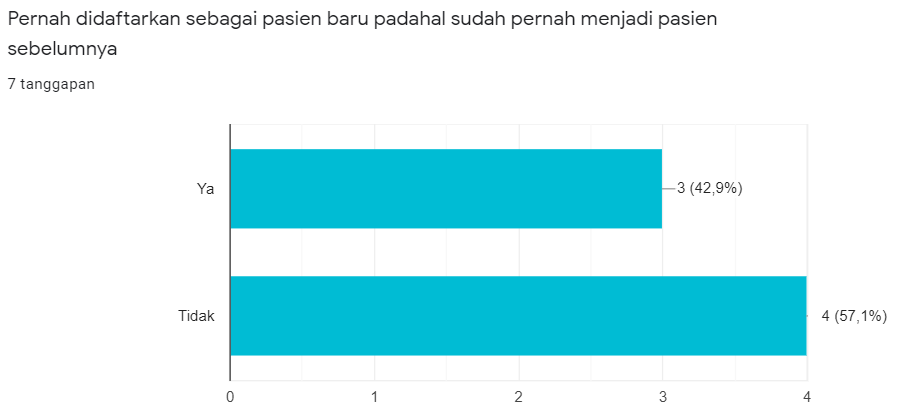 Pernah didaftarkan sebagai pasien baru padahal sudah pernah menjadi pasien
sebelumnya
7 tanggapan
Ya
3 (42,9%)
Tidak
4 (57,1%)
0 1 2 3 4